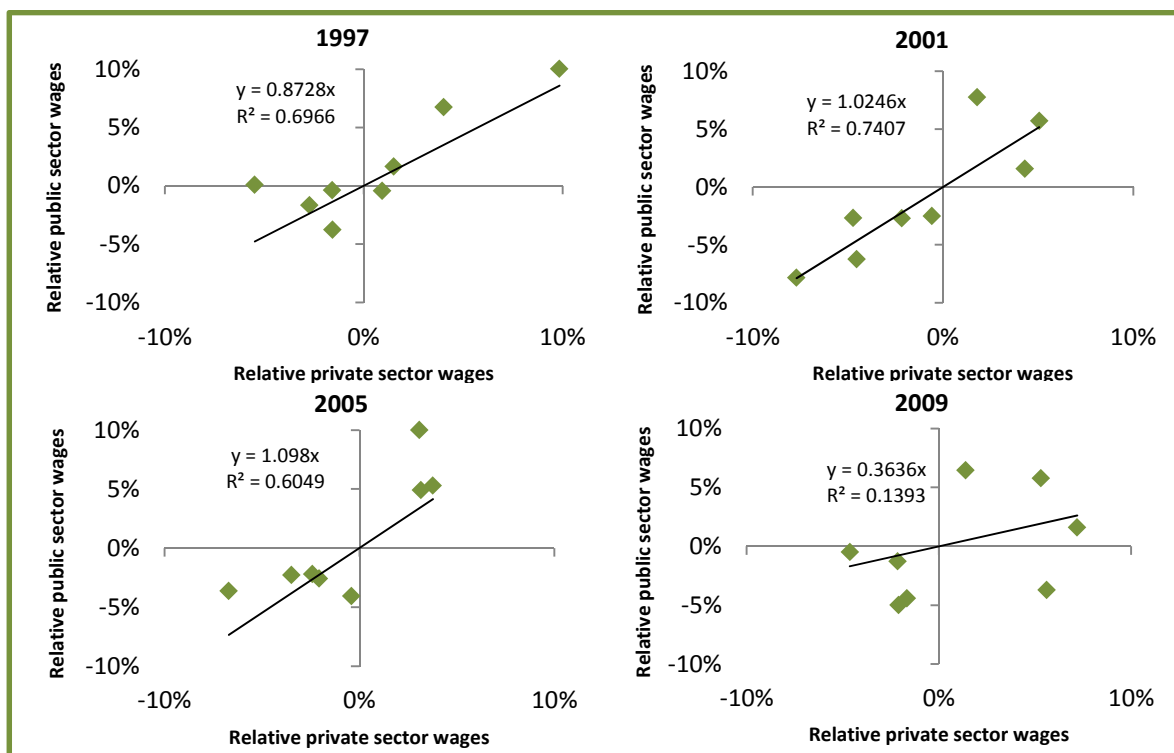 1997
Relative public sector wages
10%
5%
0%
-5%
-10%
y = 0.8728x
R² = 0.6966
-10%
0%
10%
Relative private sector wages
2001
Relative public sector wages
10%
5%
0%
-5%
-10%
y = 1.0246x
R² = 0.7407
-10%
0%
10%
Relative private sector wages
2005
Relative public sector wages
10%
5%
0%
-5%
-10%
y = 1.098x
R² = 0.6049
-10%
0%
10%
Relative private sector wages
2009
Relative public sector wages
10%
5%
0%
-5%
-10%
y = 0.3636x
R² = 0.1393
-10%
0%
10%
Relative private sector wages